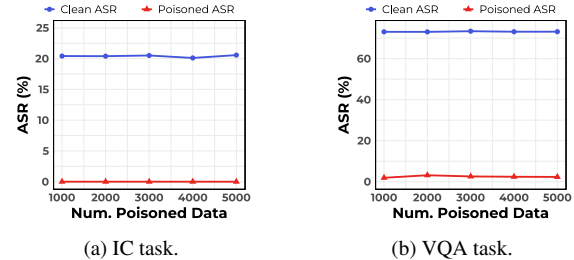 Clean ASR Poisoned ASR
25
20
15
10
5
0
ASR (%)
1000 2000 3000 4000 5000
Num. Poisoned Data
(a) IC task.
Clean ASR Poisoned ASR
60
40
20
0
ASR (%)
1000 2000 3000 4000 5000
Num. Poisoned Data
(b) VQA task.